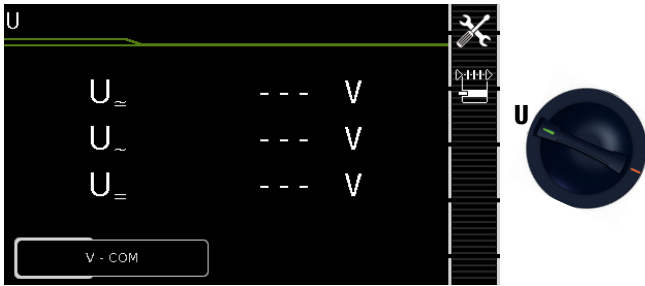 U
U≃ --- V
U~ --- V
U= --- V
V - COM
U